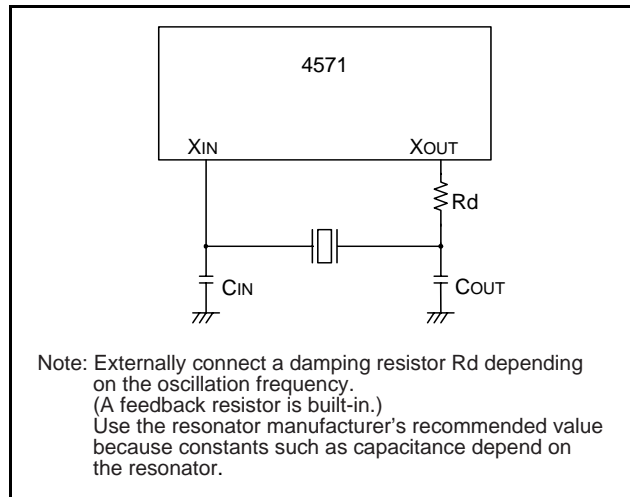 4571
XIN
XOUT
Rd
CIN
COUT
Note: Externally connect a damping resistor Rd depending
on the oscillation frequency.
(A feedback resistor is built-in.)
Use the resonator manufacturer’s recommended value
because constants such as capacitance depend on
the resonator.